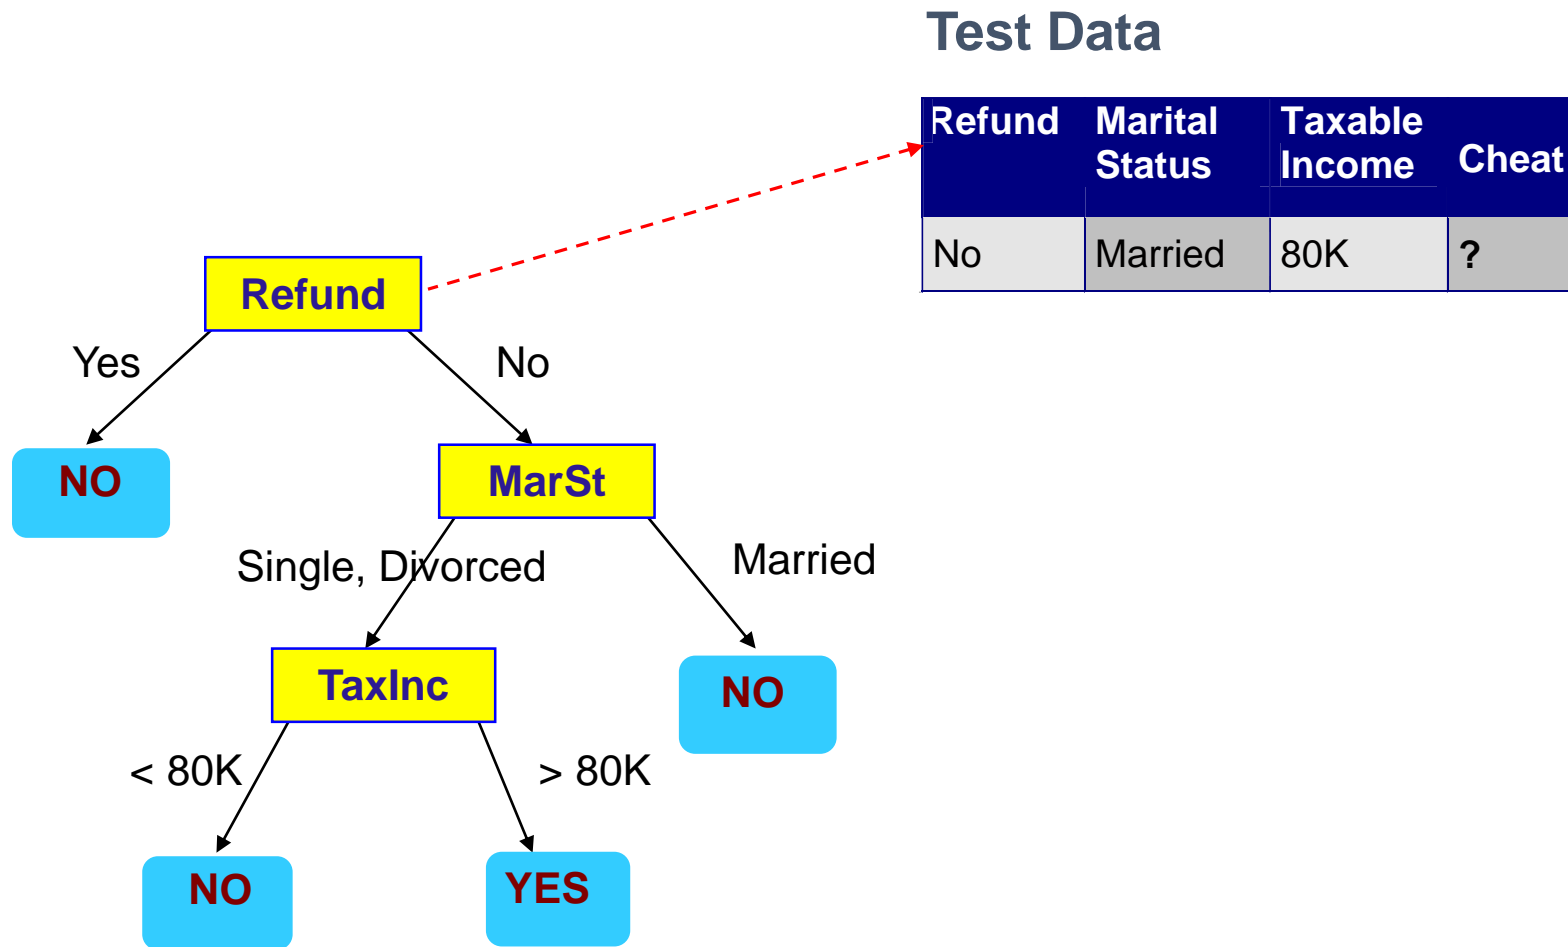 Test Data
Refund Marital Taxable
Status Income Cheat
No Married 80K ?
Refund
Yes No
NO MarSt
Single, Divorced Married
TaxInc NO
< 80K > 80K
NO YES